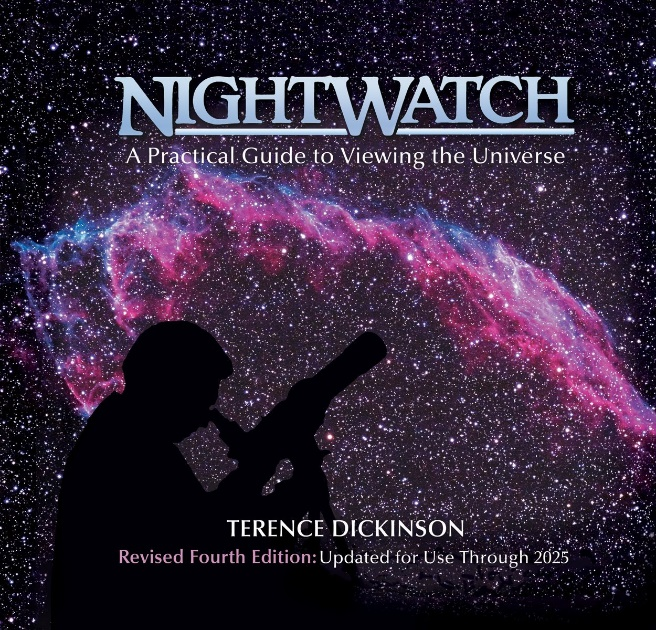 NIGHTWATCH
A Practical Guide to Viewing the Universe
TERENCE DICKINSON
Revised Fourth Edition: Updated for Use Through 2025